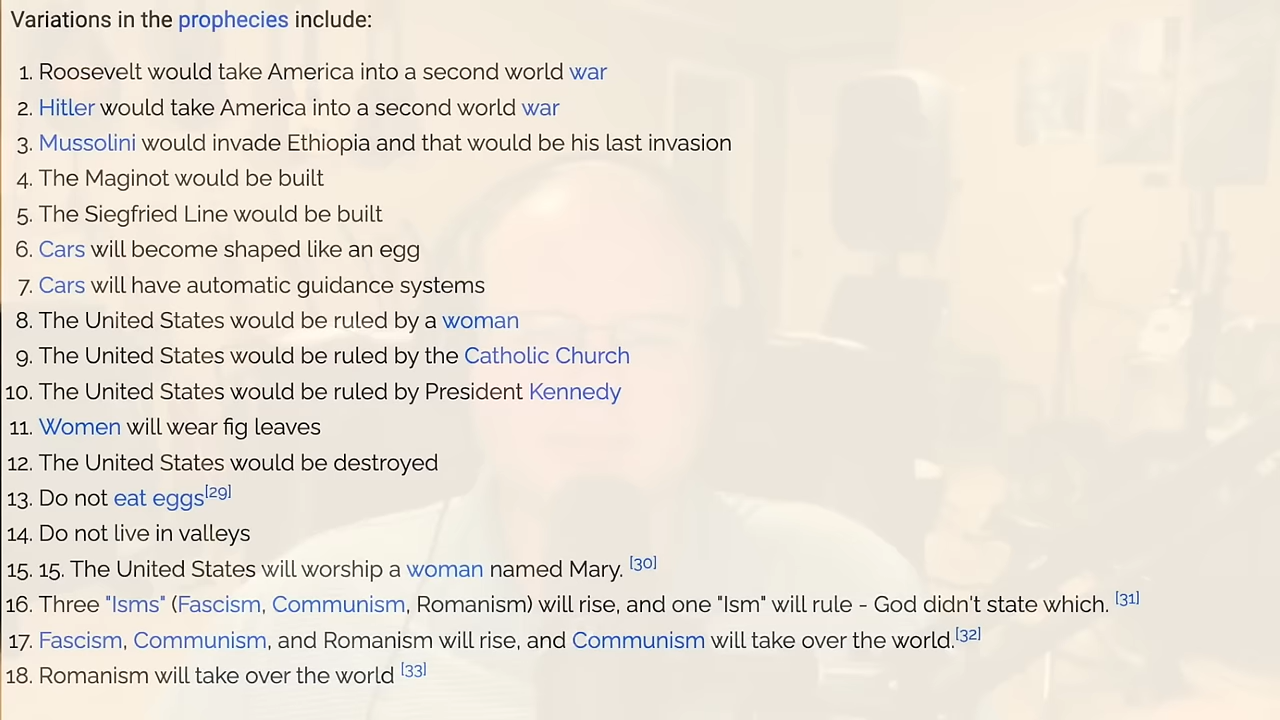 Variations in the prophecies include:
1. Roosevelt would take America into a second world war
2. Hitler would take America into a second world war
3. Mussolini would invade Ethiopia and that would be his last invasion
4. The Maginot would be built
5. The Siegfried Line would be built
6. Cars will become shaped like an egg
7. Cars will have automatic guidance systems
8. The United States would be ruled by a woman
9. The United States would be ruled by the Catholic Church
10. The United States would be ruled by President Kennedy
11. Women will wear fig leaves
12. The United States would be destroyed
13. Do not eat eggs[29]
14. Do not live in valleys
15. 15. The United States will worship a woman named Mary. [30]
16. Three "Isms" (Fascism, Communism, Romanism) will rise, and one "Ism" will rule - God didn't state which. [31]
17. Fascism, Communism, and Romanism will rise, and Communism will take over the world.[32]
18. Romanism will take over the world [33]